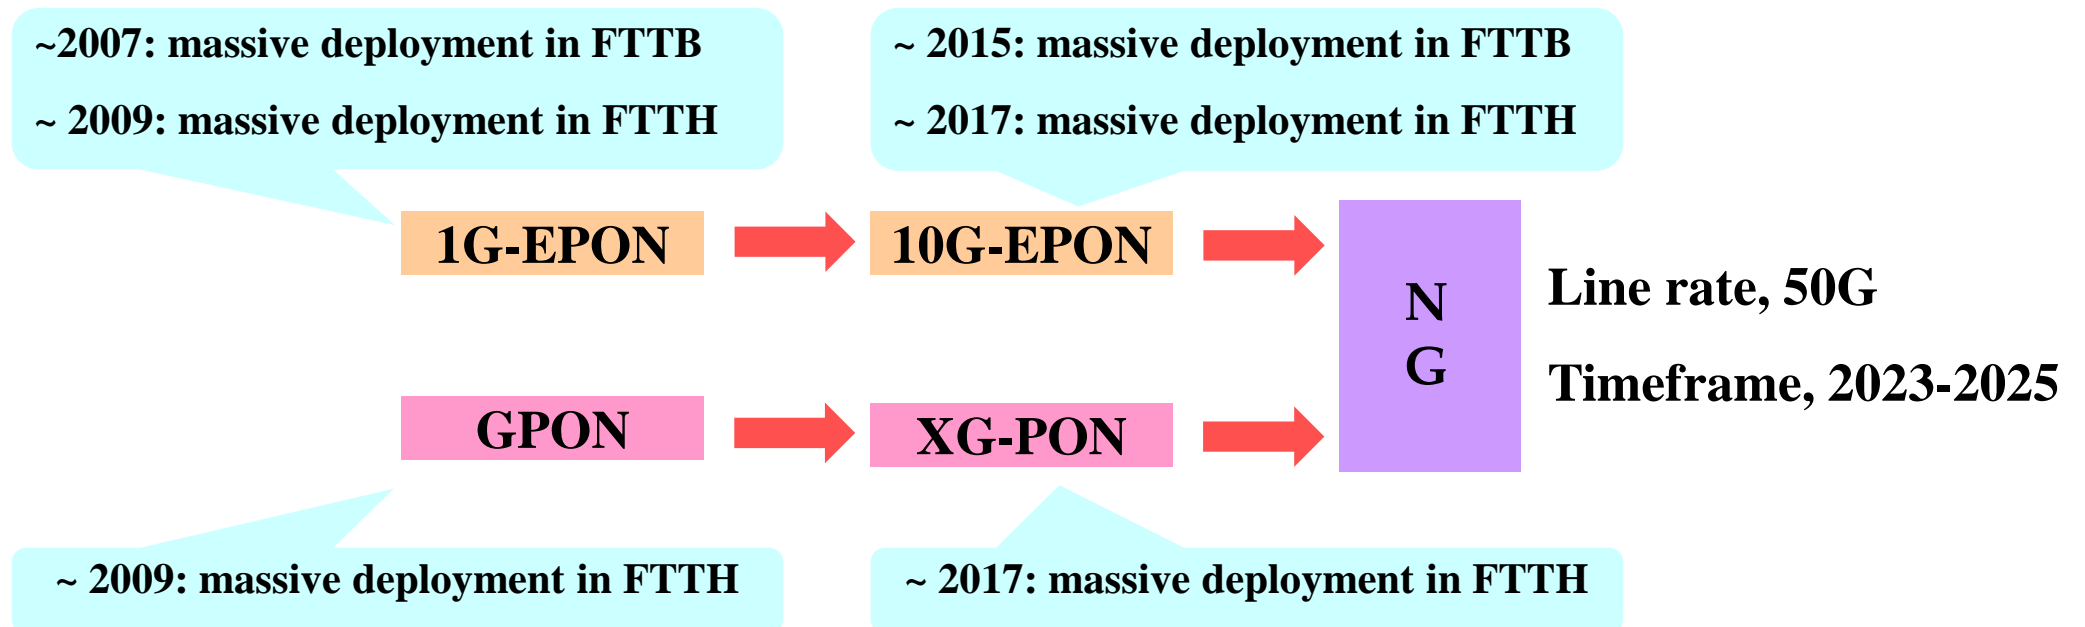 ~2007: massive deployment in FTTB
~ 2009: massive deployment in FTTH
~ 2015: massive deployment in FTTB
~ 2017: massive deployment in FTTH
1G-EPON
10G-EPON
N
G
Line rate, 50G
Timeframe, 2023-2025
GPON
XG-PON
~ 2009: massive deployment in FTTH
~ 2017: massive deployment in FTTH